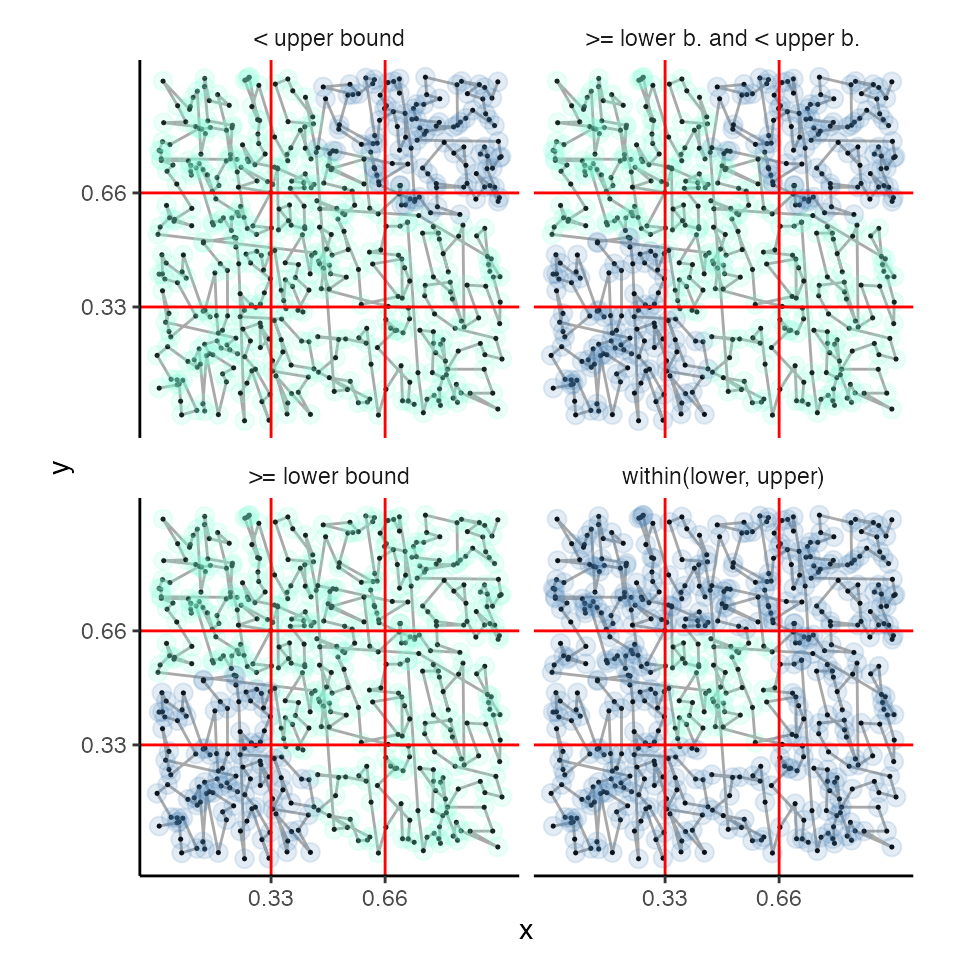 < upper bound
>= lower b. and < upper b.
0.66
0.33
y
>= lower bound
within(lower, upper)
0.66
0.33
0.33
0.66
0.33
0.66
x